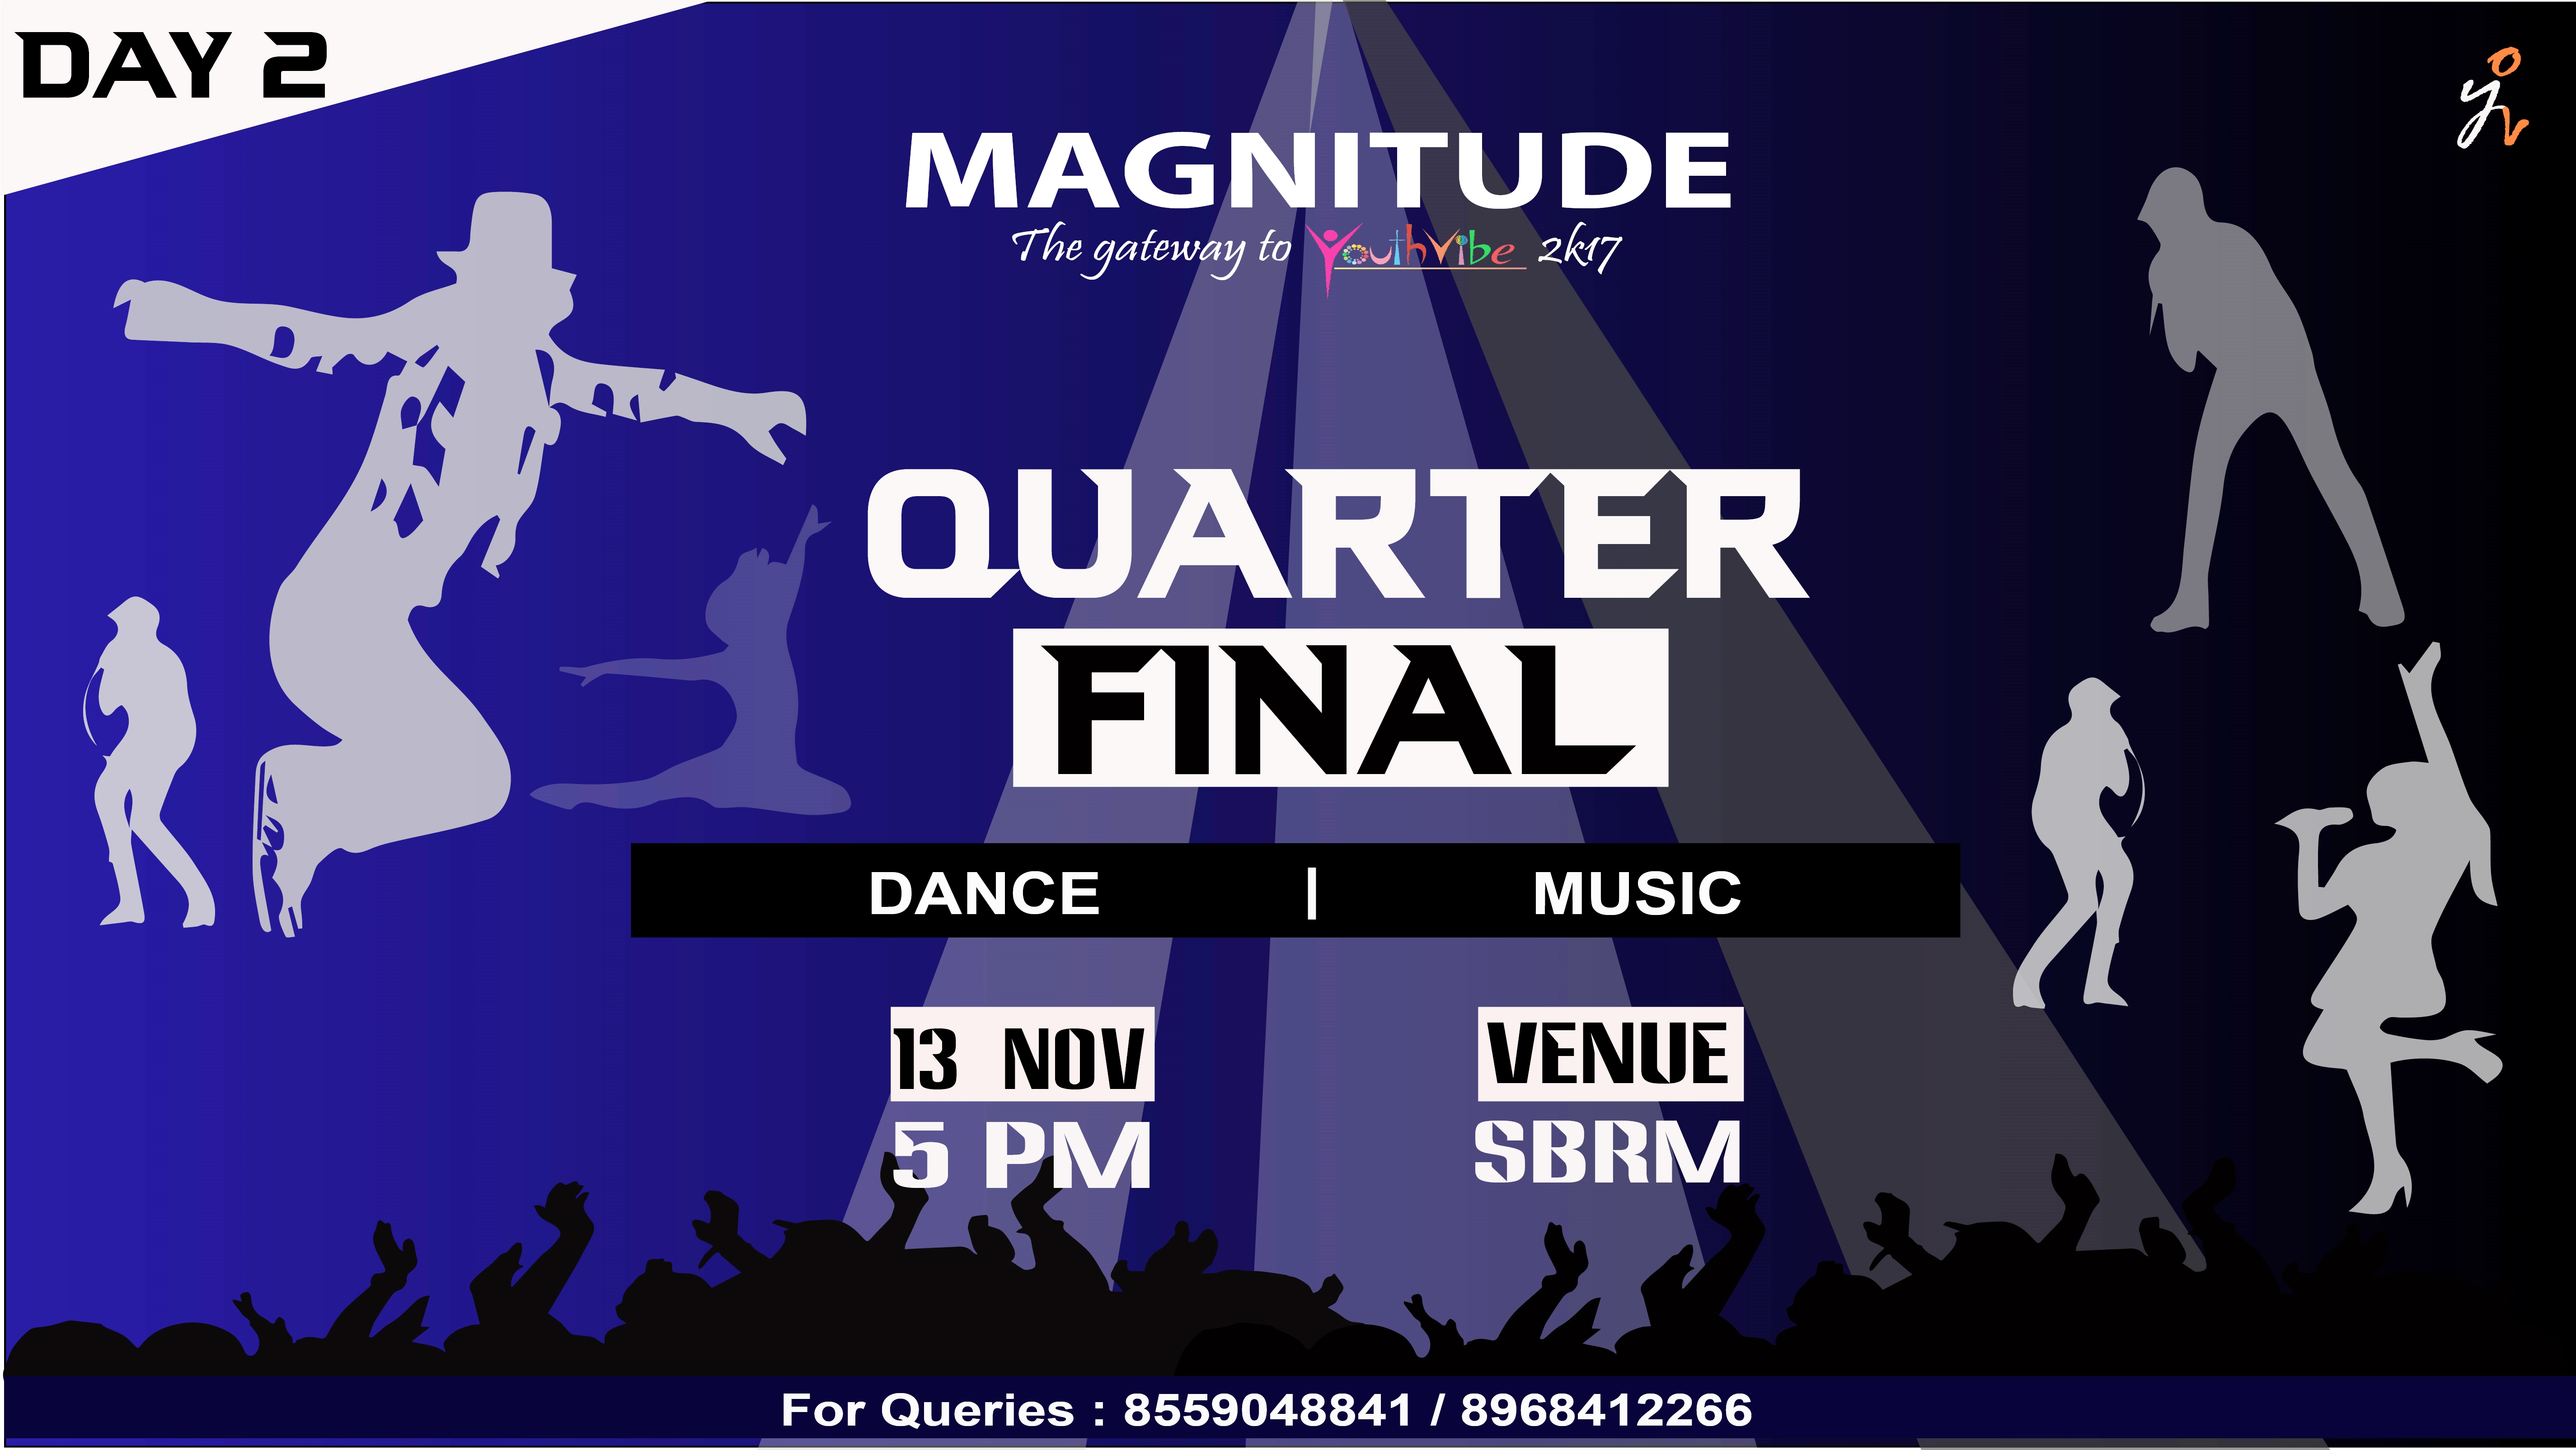 DAY 2
yv
MAGNITUDE
The gateway to YouthVibe 2k17
QUARTER
FINAL
DANCE | MUSIC
13 NOV
5 PM
VENUE
SBRM
For Queries : 8559048841 / 8968412266